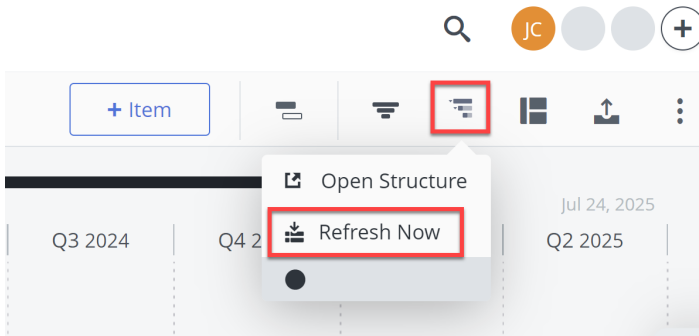 JC
+ Item
Open Structure
Jul 24, 2025
Refresh Now
Q3 2024
Q4 2
Q2 2025